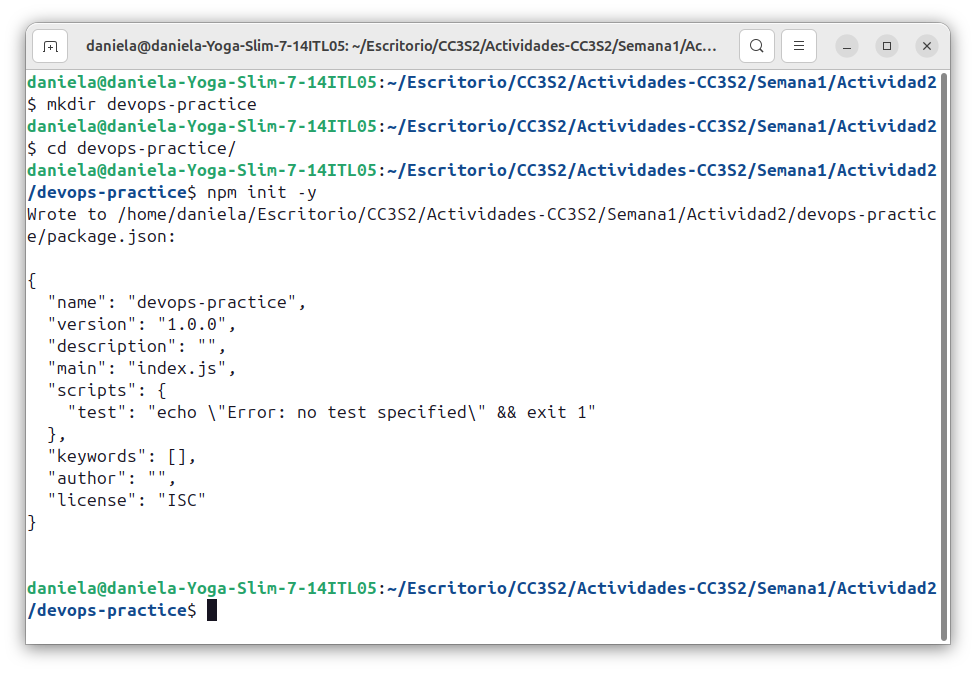 daniela@daniela-Yoga-Slim-7-14ITL05: ~/Escritorio/CC3S2/Actividades-CC3S2/Semana1/Ac...
daniela@daniela-Yoga-Slim-7-14ITL05:~/Escritorio/CC3S2/Actividades-CC3S2/Semana1/Actividad2
$ mkdir devops-practice
daniela@daniela-Yoga-Slim-7-14ITL05:~/Escritorio/CC3S2/Actividades-CC3S2/Semana1/Actividad2
$ cd devops-practice/
daniela@daniela-Yoga-Slim-7-14ITL05:~/Escritorio/CC3S2/Actividades-CC3S2/Semana1/Actividad2
/devops-practice$ npm init -y
Wrote to /home/daniela/Escritorio/CC3S2/Actividades-CC3S2/Semana1/Actividad2/devops-practic
e/package.json:

{
  "name": "devops-practice",
  "version": "1.0.0",
  "description": "",
  "main": "index.js",
  "scripts": {
    "test": "echo \"Error: no test specified\" && exit 1"
  },
  "keywords": [],
  "author": "",
  "license": "ISC"
}

daniela@daniela-Yoga-Slim-7-14ITL05:~/Escritorio/CC3S2/Actividades-CC3S2/Semana1/Actividad2
/devops-practice$